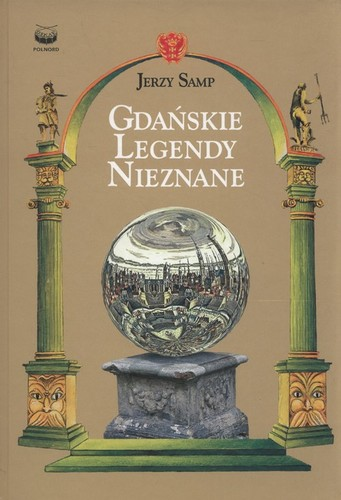 POLNORD
JERZY SAMP
GDAŃSKIE
LEGENDY
NIEZNANE